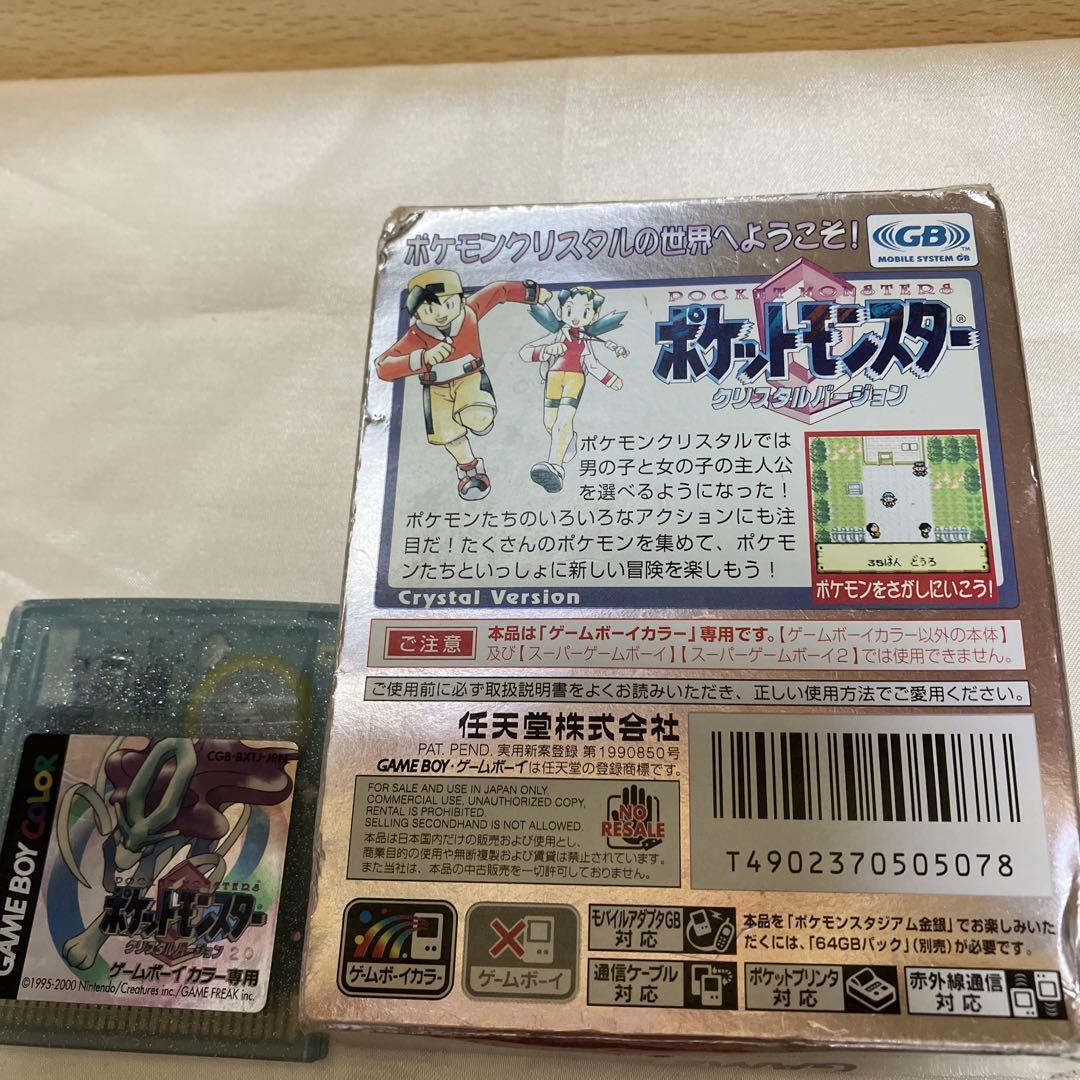 ポケモンクリスタルの世界へようこそ!
GB
TM
MOBILE SYSTEM GB
POCKET MONSTERS
ポケットモンスター®
クリスタルバージョン
ポケモンクリスタルでは
男の子と女の子の主人公
を選べるようになった!
ポケモンたちのいろいろなアクションにも注
目だ!たくさんのポケモンを集めて、ポケモ
ンたちといっしょに新しい冒険を楽しもう!
35ばん どうろ
ポケモンをさがしにいこう!
Crystal Version
ご注意
本品は「ゲームボーイカラー」専用です。【ゲームボーイカラー以外の本体】
及び【スーパーゲームボーイ】【スーパーゲームボーイ2】では使用できません。
ご使用前に必ず取扱説明書をよくお読みいただき、正しい使用方法でご愛用ください。
任天堂株式会社
PAT. PEND. 実用新案登録 第1990850号
GAME BOY・ゲームボーイは任天堂の登録商標です。
FOR SALE AND USE IN JAPAN ONLY.
COMMERCIAL USE, UNAUTHORIZED COPY,
RENTAL IS PROHIBITED.
SELLING SECONDHAND IS NOT ALLOWED.
本品は日本国内だけの販売および使用とし、
商業目的の使用や無断複製および賃貸は禁止されています。
また当社は、本品の中古販売を一切許可しておりません。
NO
RESALE
T4902370505078
ゲームボーイカラー
ゲームボーイ
モバイルアダプタGB
対応
通信ケーブル
対応
本品を「ポケモンスタジアム金銀」でお楽しみいた
だくには、「64GBパック」(別売)が必要です。
ポケットプリンタ
対応
赤外線通信
対応
GAME BOY COLOR
CGB-BXTJ-JPN
POCKET MONSTERS
ポケットモンスター
クリスタルバージョン
20
ゲームボーイカラー専用
©1995-2000 Nintendo/Creatures inc./GAME FREAK inc.